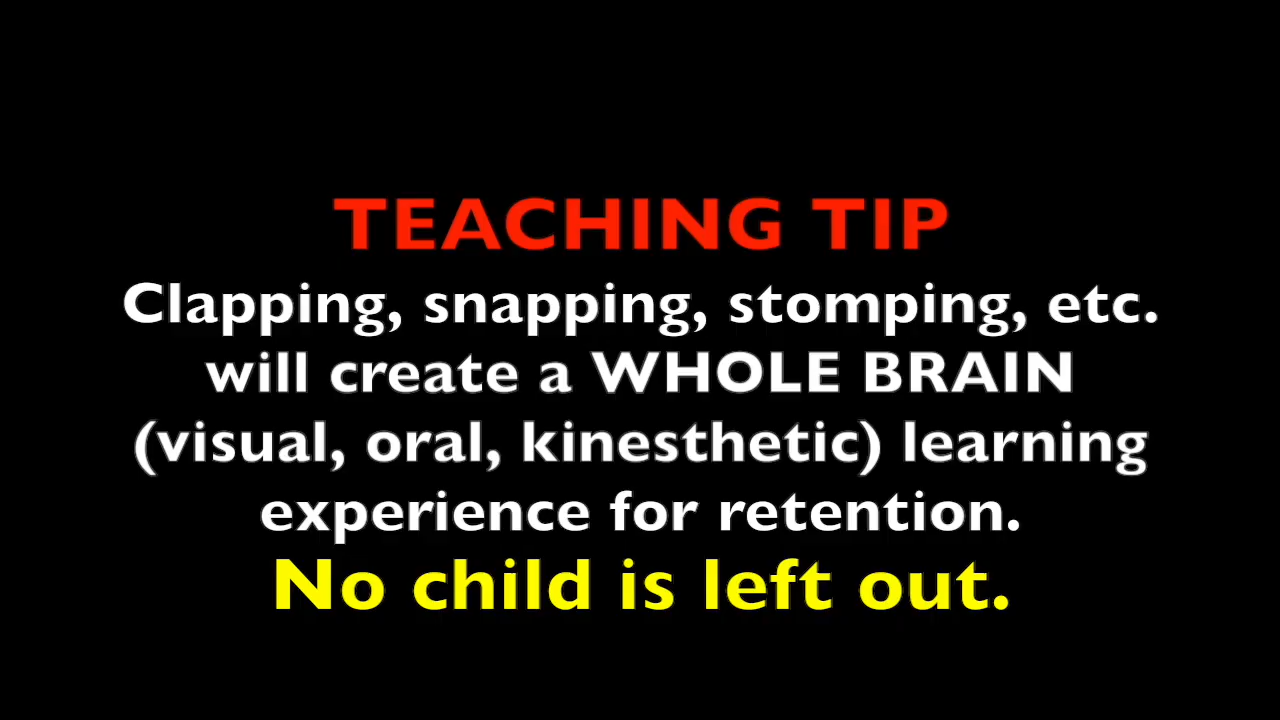 TEACHING TIP
Clapping, snapping, stomping, etc.
will create a WHOLE BRAIN
(visual, oral, kinesthetic) learning
experience for retention.
No child is left out.